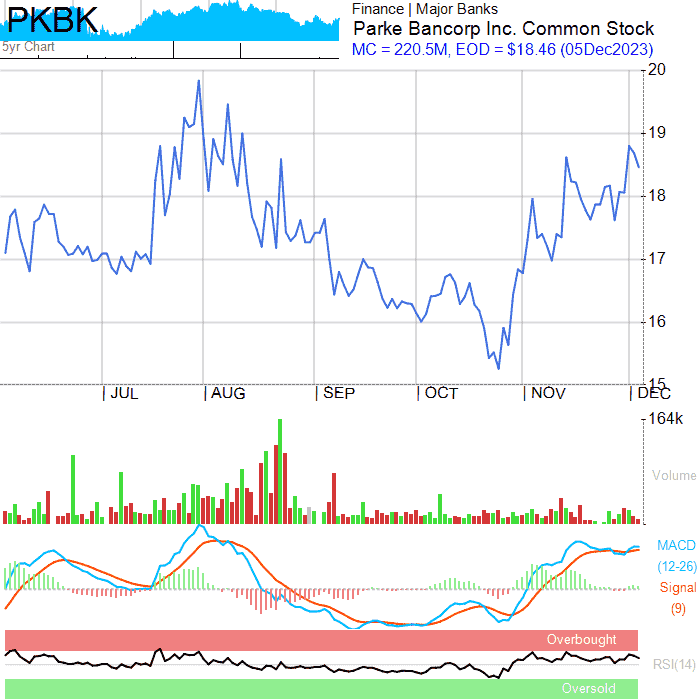 PKBK
5yr Chart
Finance | Major Banks
Parke Bancorp Inc. Common Stock
MC = 220.5M, EOD = $18.46 (05Dec2023)
20
19
18
17
16
15
JUL
AUG
SEP
OCT
NOV
DEC
164k
Volume
MACD
(12-26)
Signal
(9)
Overbought
RSI(14)
Oversold